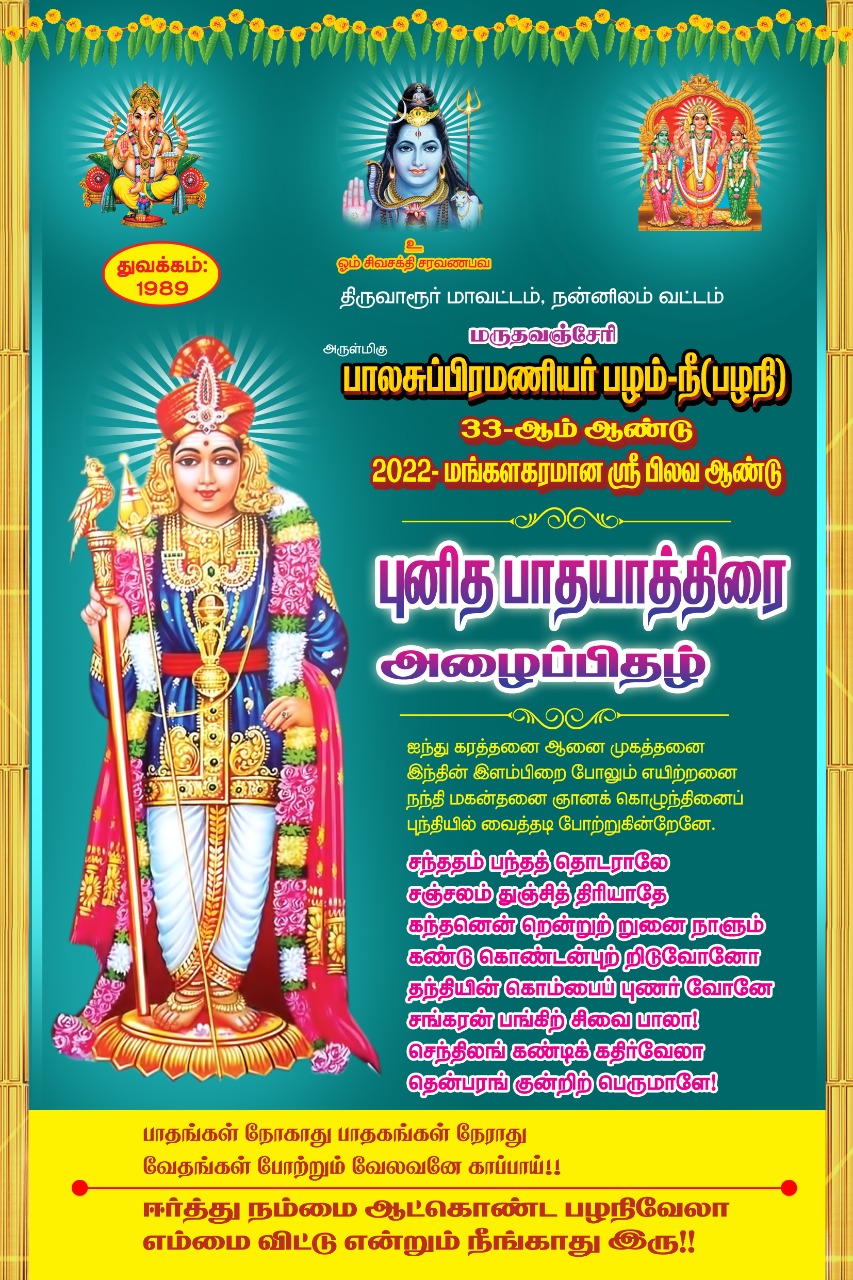 துவக்கம்:
1989
உ
ஓம் சிவசக்தி சரவணபவ
திருவாரூர் மாவட்டம், நன்னிலம் வட்டம்
மருதவஞ்சேரி
அருள்மிகு
பாலசுப்பிரமணியர் பழம்-நீ(பழநி)
33-ஆம் ஆண்டு
2022- மங்களகரமான ஸ்ரீ பிலவ ஆண்டு
புனித பாதயாத்திரை
அழைப்பிதழ்
ஐந்து கரத்தனை ஆனை முகத்தனை
இந்தின் இளம்பிறை போலும் எயிற்றனை
நந்தி மகன்தனை ஞானக் கொழுந்தினைப்
புந்தியில் வைத்தடி போற்றுகின்றேனே.
சந்ததம் பந்தத் தொடராலே
சஞ்சலம் துஞ்சித் திரியாதே
கந்தனென் றென்றுற் றுனை நாளும்
கண்டு கொண்டன்புற் றிடுவோனோ
தந்தியின் கொம்பைப் புணர் வோனே
சங்கரன் பங்கிற் சிவை பாலா!
செந்திலங் கண்டிக் கதிர்வேலா
தென்பரங் குன்றிற் பெருமாளே!
பாதங்கள் நோகாது பாதகங்கள் நேராது
வேதங்கள் போற்றும் வேலவனே காப்பாய்!!
ஈர்த்து நம்மை ஆட்கொண்ட பழநிவேலா
எம்மை விட்டு என்றும் நீங்காது இரு!!